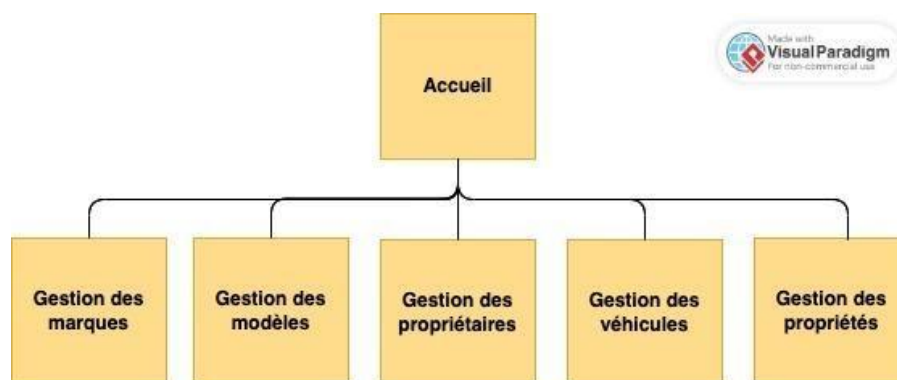 Accueil
Made with
Visual Paradigm
For non-commercial use
Gestion des
marques
Gestion des
modèles
Gestion des
propriétaires
Gestion des
véhicules
Gestion des
propriétés